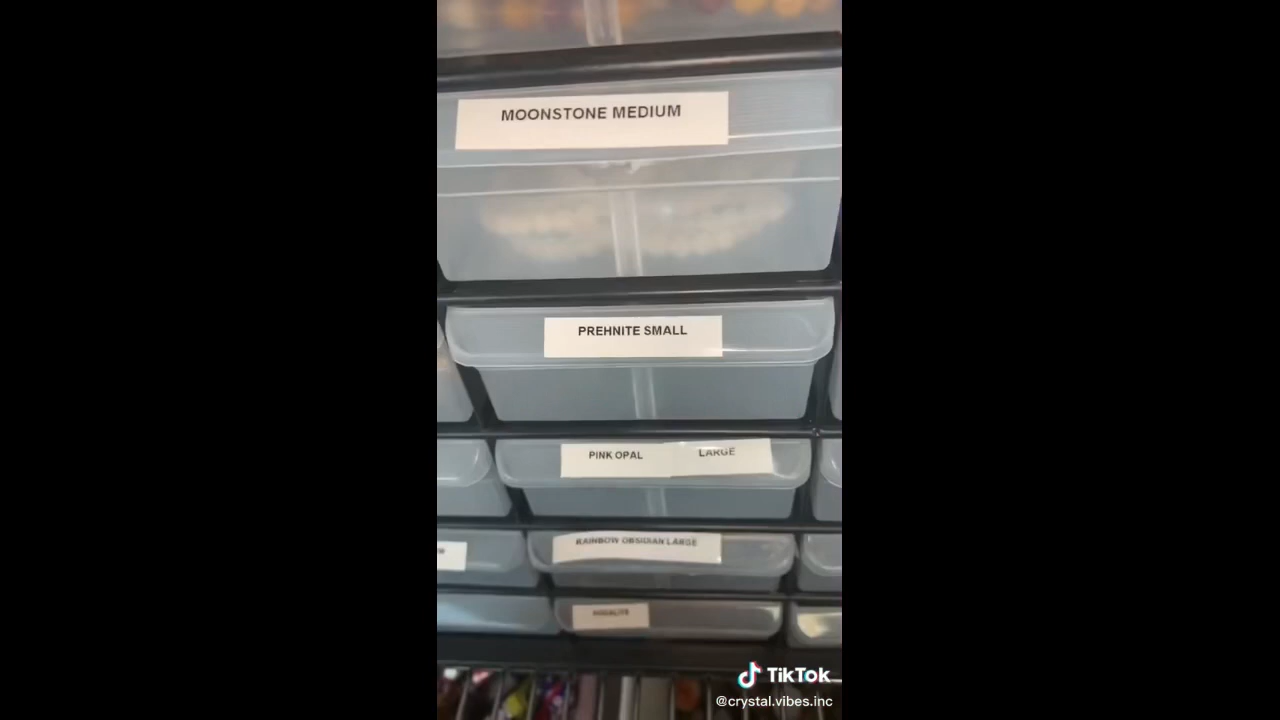 MOONSTONE MEDIUM
PREHNITE SMALL
PINK OPAL LARGE
RAINBOW OBSIDIAN LARGE
TikTok
@crystal.vibes.inc